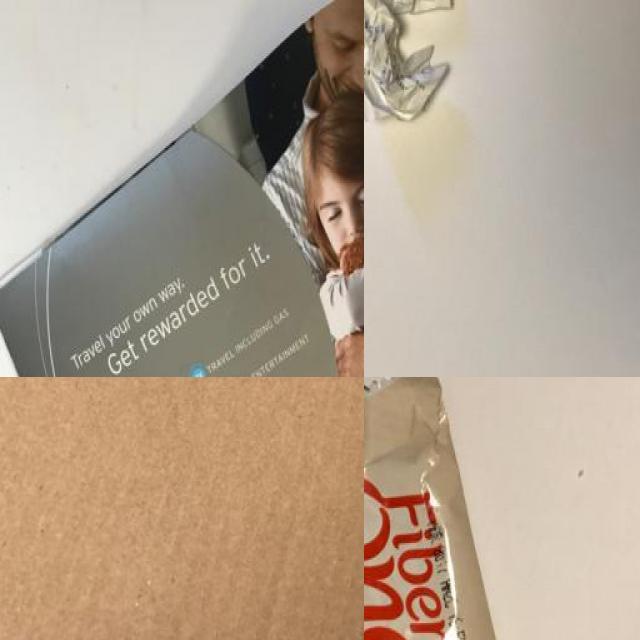 Travel your own way.
Get rewarded for it.
TRAVEL INCLUDING GAS
ENTERTAINMENT
Fiber
One